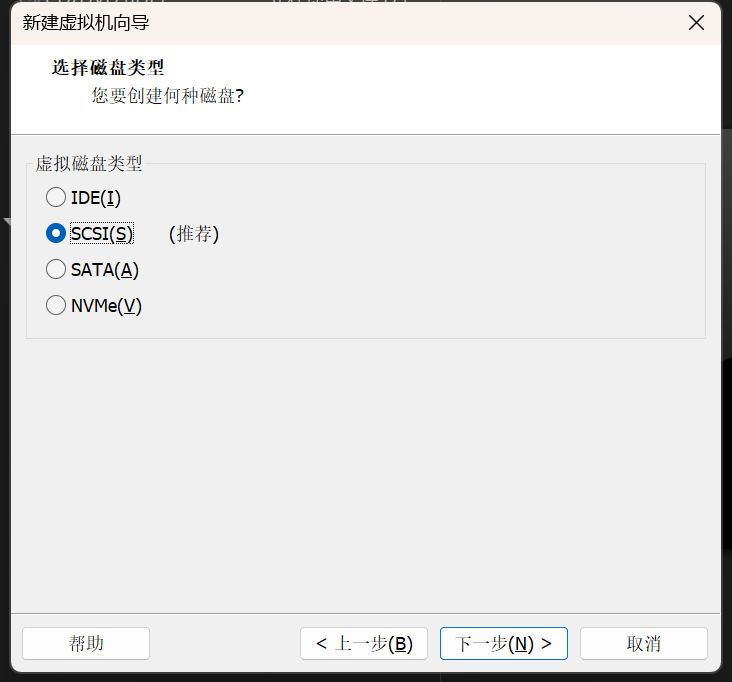 新建虚拟机向导
选择磁盘类型
您要创建何种磁盘?
虚拟磁盘类型
IDE(I)
SCSI(S) (推荐)
SATA(A)
NVMe(V)
帮助 < 上一步(B) 下一步(N) > 取消